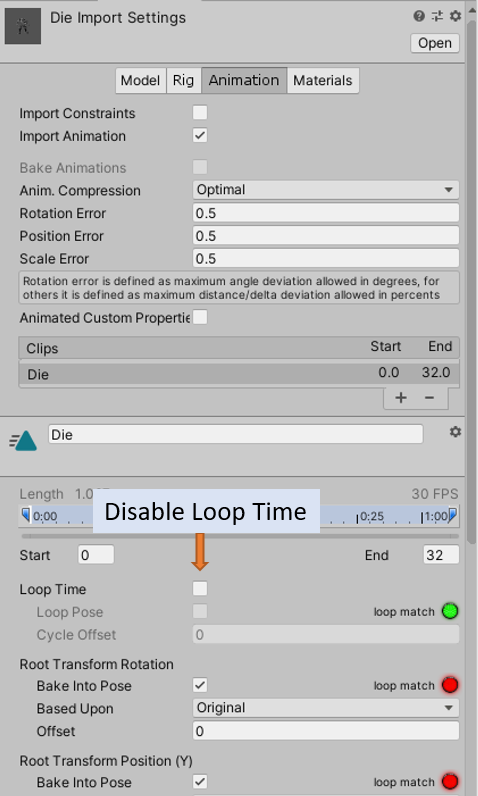 Die Import Settings
Open
Model Rig Animation Materials
Import Constraints
Import Animation
Bake Animations
Anim. Compression Optimal
Rotation Error 0.5
Position Error 0.5
Scale Error 0.5
Rotation error is defined as maximum angle deviation allowed in degrees, for
others it is defined as maximum distance/delta deviation allowed in percents
Animated Custom Propertie
Clips Start End
Die 0.0 32.0
Die
Length 30 FPS
Disable Loop Time
0:00 0:25 1:00
Start 0 End 32
Loop Time
Loop Pose loop match
Cycle Offset 0
Root Transform Rotation
Bake Into Pose loop match
Based Upon Original
Offset 0
Root Transform Position (Y)
Bake Into Pose loop match